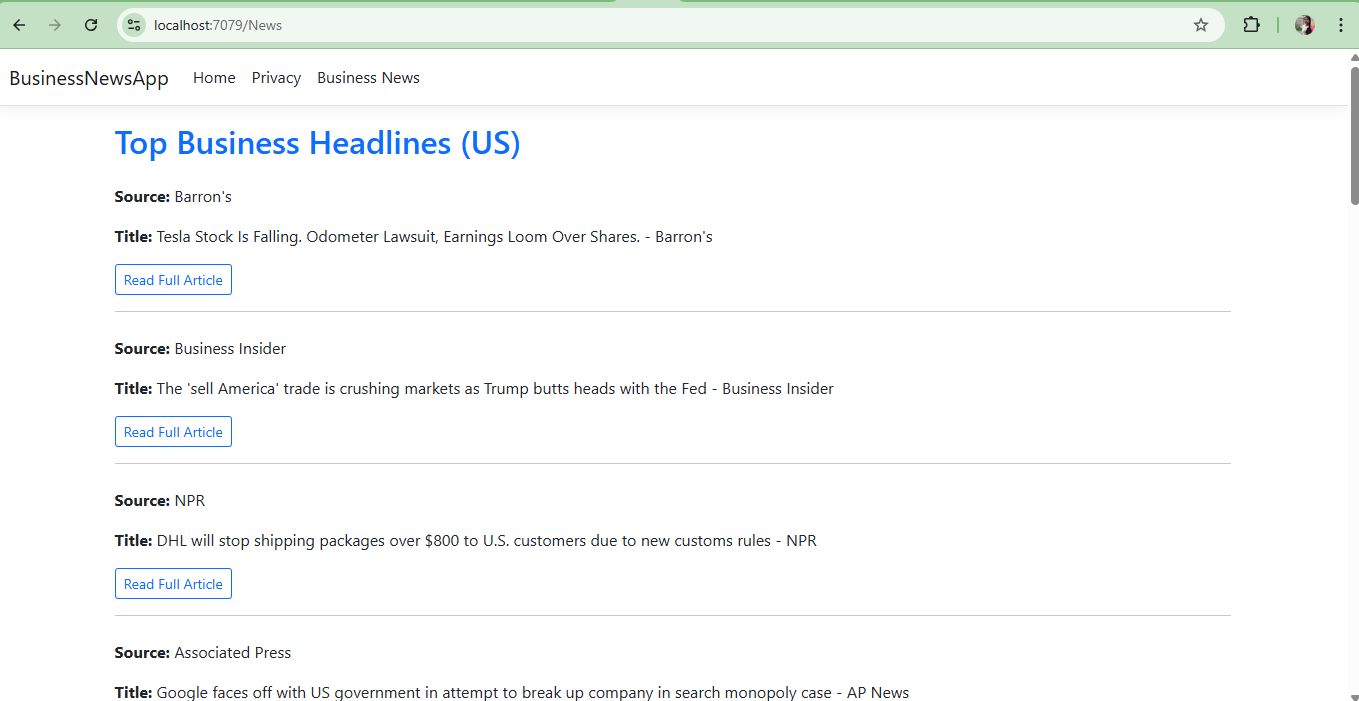 localhost:7079/News
BusinessNewsApp Home Privacy Business News
Top Business Headlines (US)
Source: Barron's
Title: Tesla Stock Is Falling. Odometer Lawsuit, Earnings Loom Over Shares. - Barron's
Read Full Article
Source: Business Insider
Title: The 'sell America' trade is crushing markets as Trump butts heads with the Fed - Business Insider
Read Full Article
Source: NPR
Title: DHL will stop shipping packages over $800 to U.S. customers due to new customs rules - NPR
Read Full Article
Source: Associated Press
Title: Google faces off with US government in attempt to break up company in search monopoly case - AP News